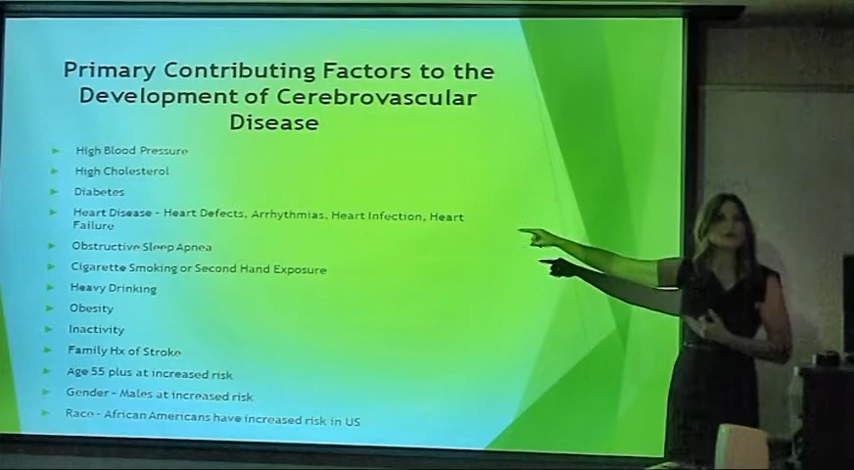 Primary Contributing Factors to the
Development of Cerebrovascular
Disease
High Blood Pressure
High Cholesterol
Diabetes
Heart Disease - Heart Defects, Arrhythmias, Heart Infection, Heart
Failure
Obstructive Sleep Apnea
Cigarette Smoking or Second Hand Exposure
Heavy Drinking
Obesity
Inactivity
Family Hx of Stroke
Age 55 plus at increased risk
Gender - Males at increased risk
Race - African Americans have increased risk in US